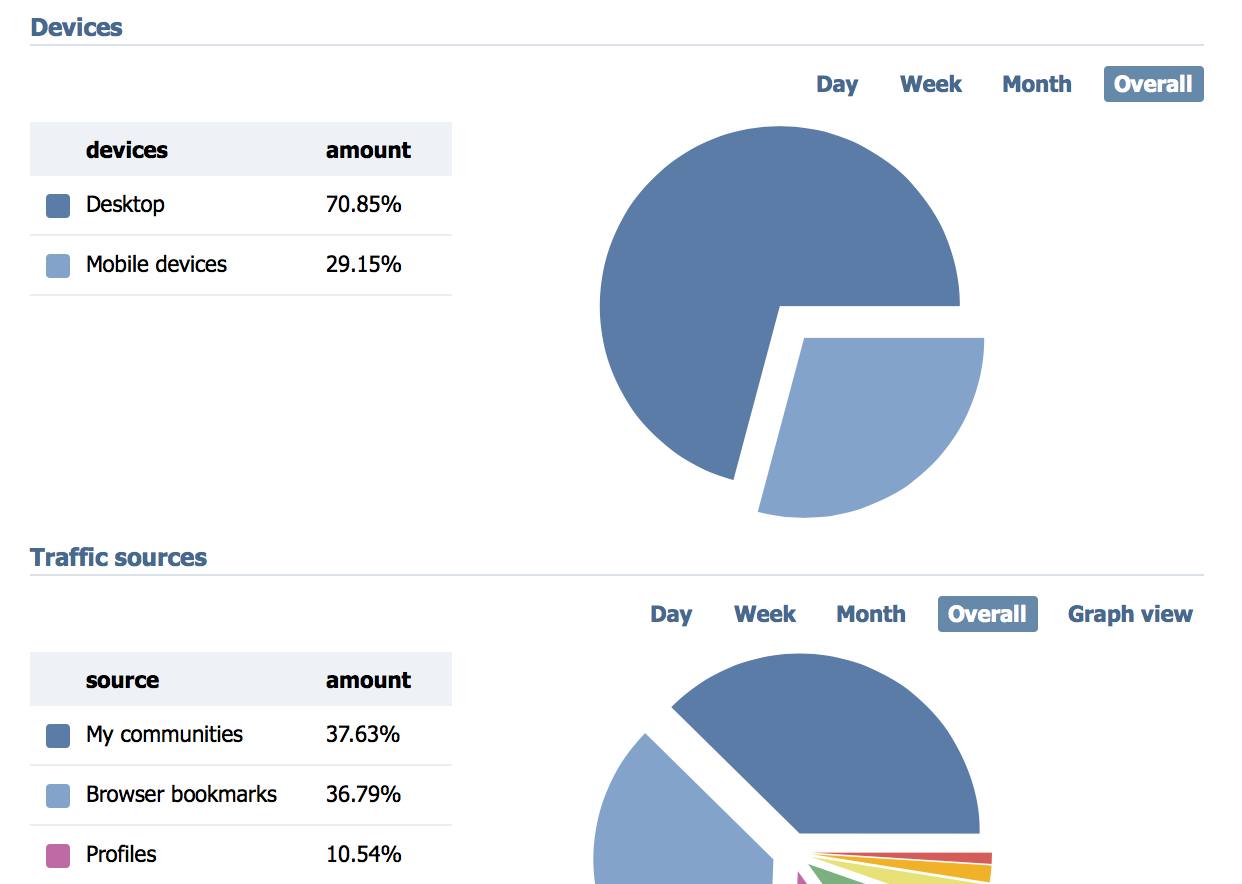 Devices
Day Week Month Overall
devices amount
Desktop 70.85%
Mobile devices 29.15%
Traffic sources
Day Week Month Overall Graph view
source amount
My communities 37.63%
Browser bookmarks 36.79%
Profiles 10.54%